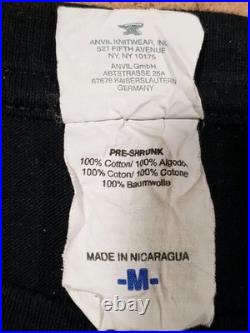 ANVIL KNITWEAR, INC.
521 FIFTH AVENUE
NY, NY 10175
ANVIL GmbH
ABTSTRASSE 25A
67678 KAISERSLAUTERN
GERMANY
PRE-SHRUNK
100% Cotton/ 100% Algodon
100% Coton/ 100% Cotone
100% Baumwolle
MADE IN NICARAGUA
-M-